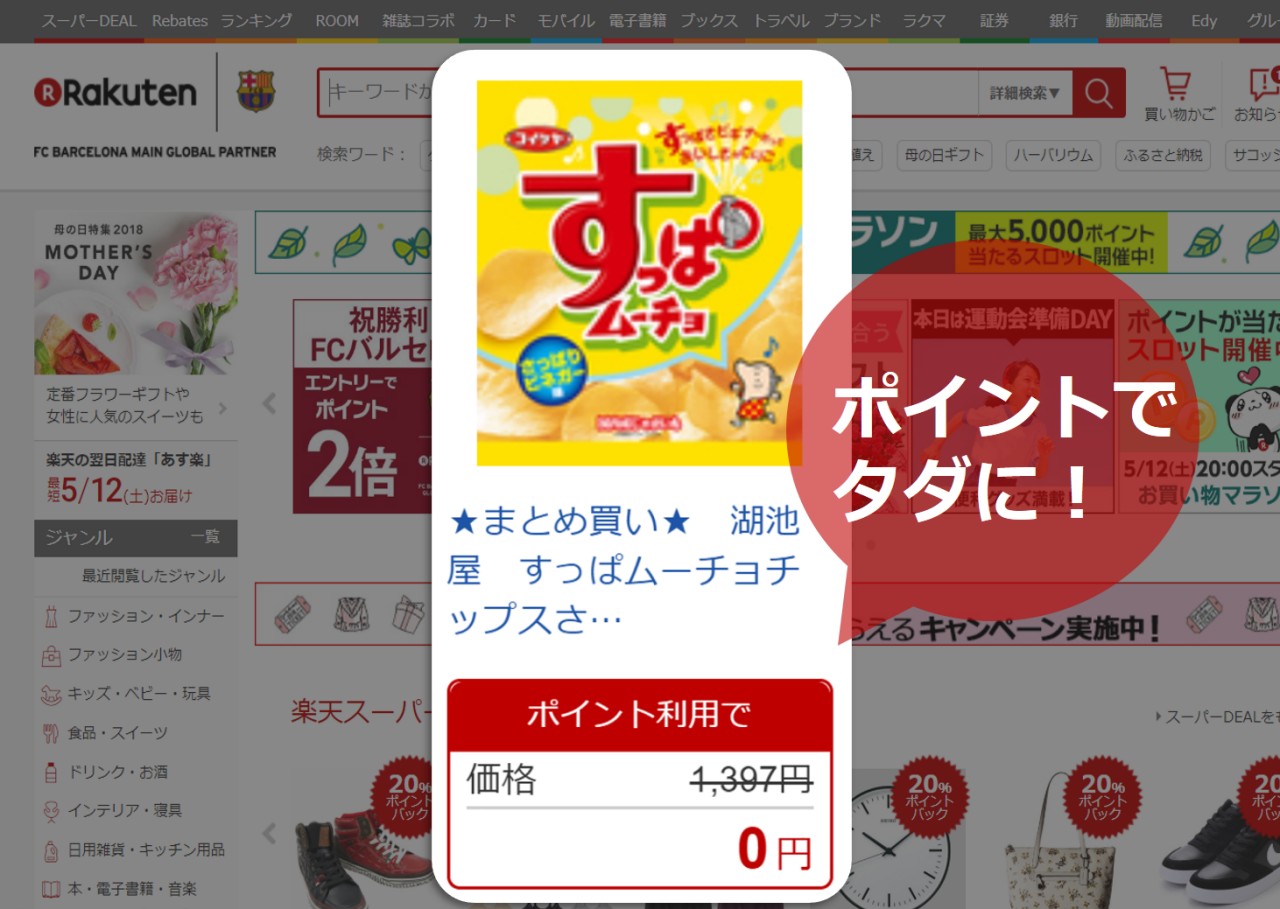 スーパーDEAL Rebates ランキング ROOM 雑誌コラボ カード モバイル 電子書籍 ブックス トラベル ブランド ラクマ 証券 銀行 動画配信 Edy
Rakuten
FC BARCELONA MAIN GLOBAL PARTNER
キーワードか
詳細検索▼
買い物かご
お知ら
検索ワード：
母の日ギフト
ハーバリウム
ふるさと納税
サコッシ
母の日特集2018
MOTHER'S
DAY
定番フラワーギフトや
女性に人気のスイーツも
楽天の翌日配達「あす楽」
最短5/12(土)お届け
ジャンル
一覧
最近閲覧したジャンル
ファッション・インナー
ファッション小物
キッズ・ベビー・玩具
食品・スイーツ
ドリンク・お酒
インテリア・寝具
日用雑貨・キッチン用品
本・電子書籍・音楽
祝勝利
FCバルセ
エントリーで
ポイント
2倍
コイケヤ
すっぱムーチョ
さっぱり
ビネガー
味
★まとめ買い★　湖池
屋　すっぱムーチョチ
ップスさ…
ポイント利用で
価格
1,397円
0円
ラソン
最大5,000ポイント
当たるスロット開催中!
本日は運動会準備DAY
便利グッズ満載!
ポイントが当た
スロット開催中
5/12(土)20:00スタ
お買い物マラソ
ポイントで
タダに！
らえるキャンペーン実施中!
楽天スーパー
スーパーDEALをも
20%
ポイント
バック
20%
ポイント
バック
20%
ポイント
バック